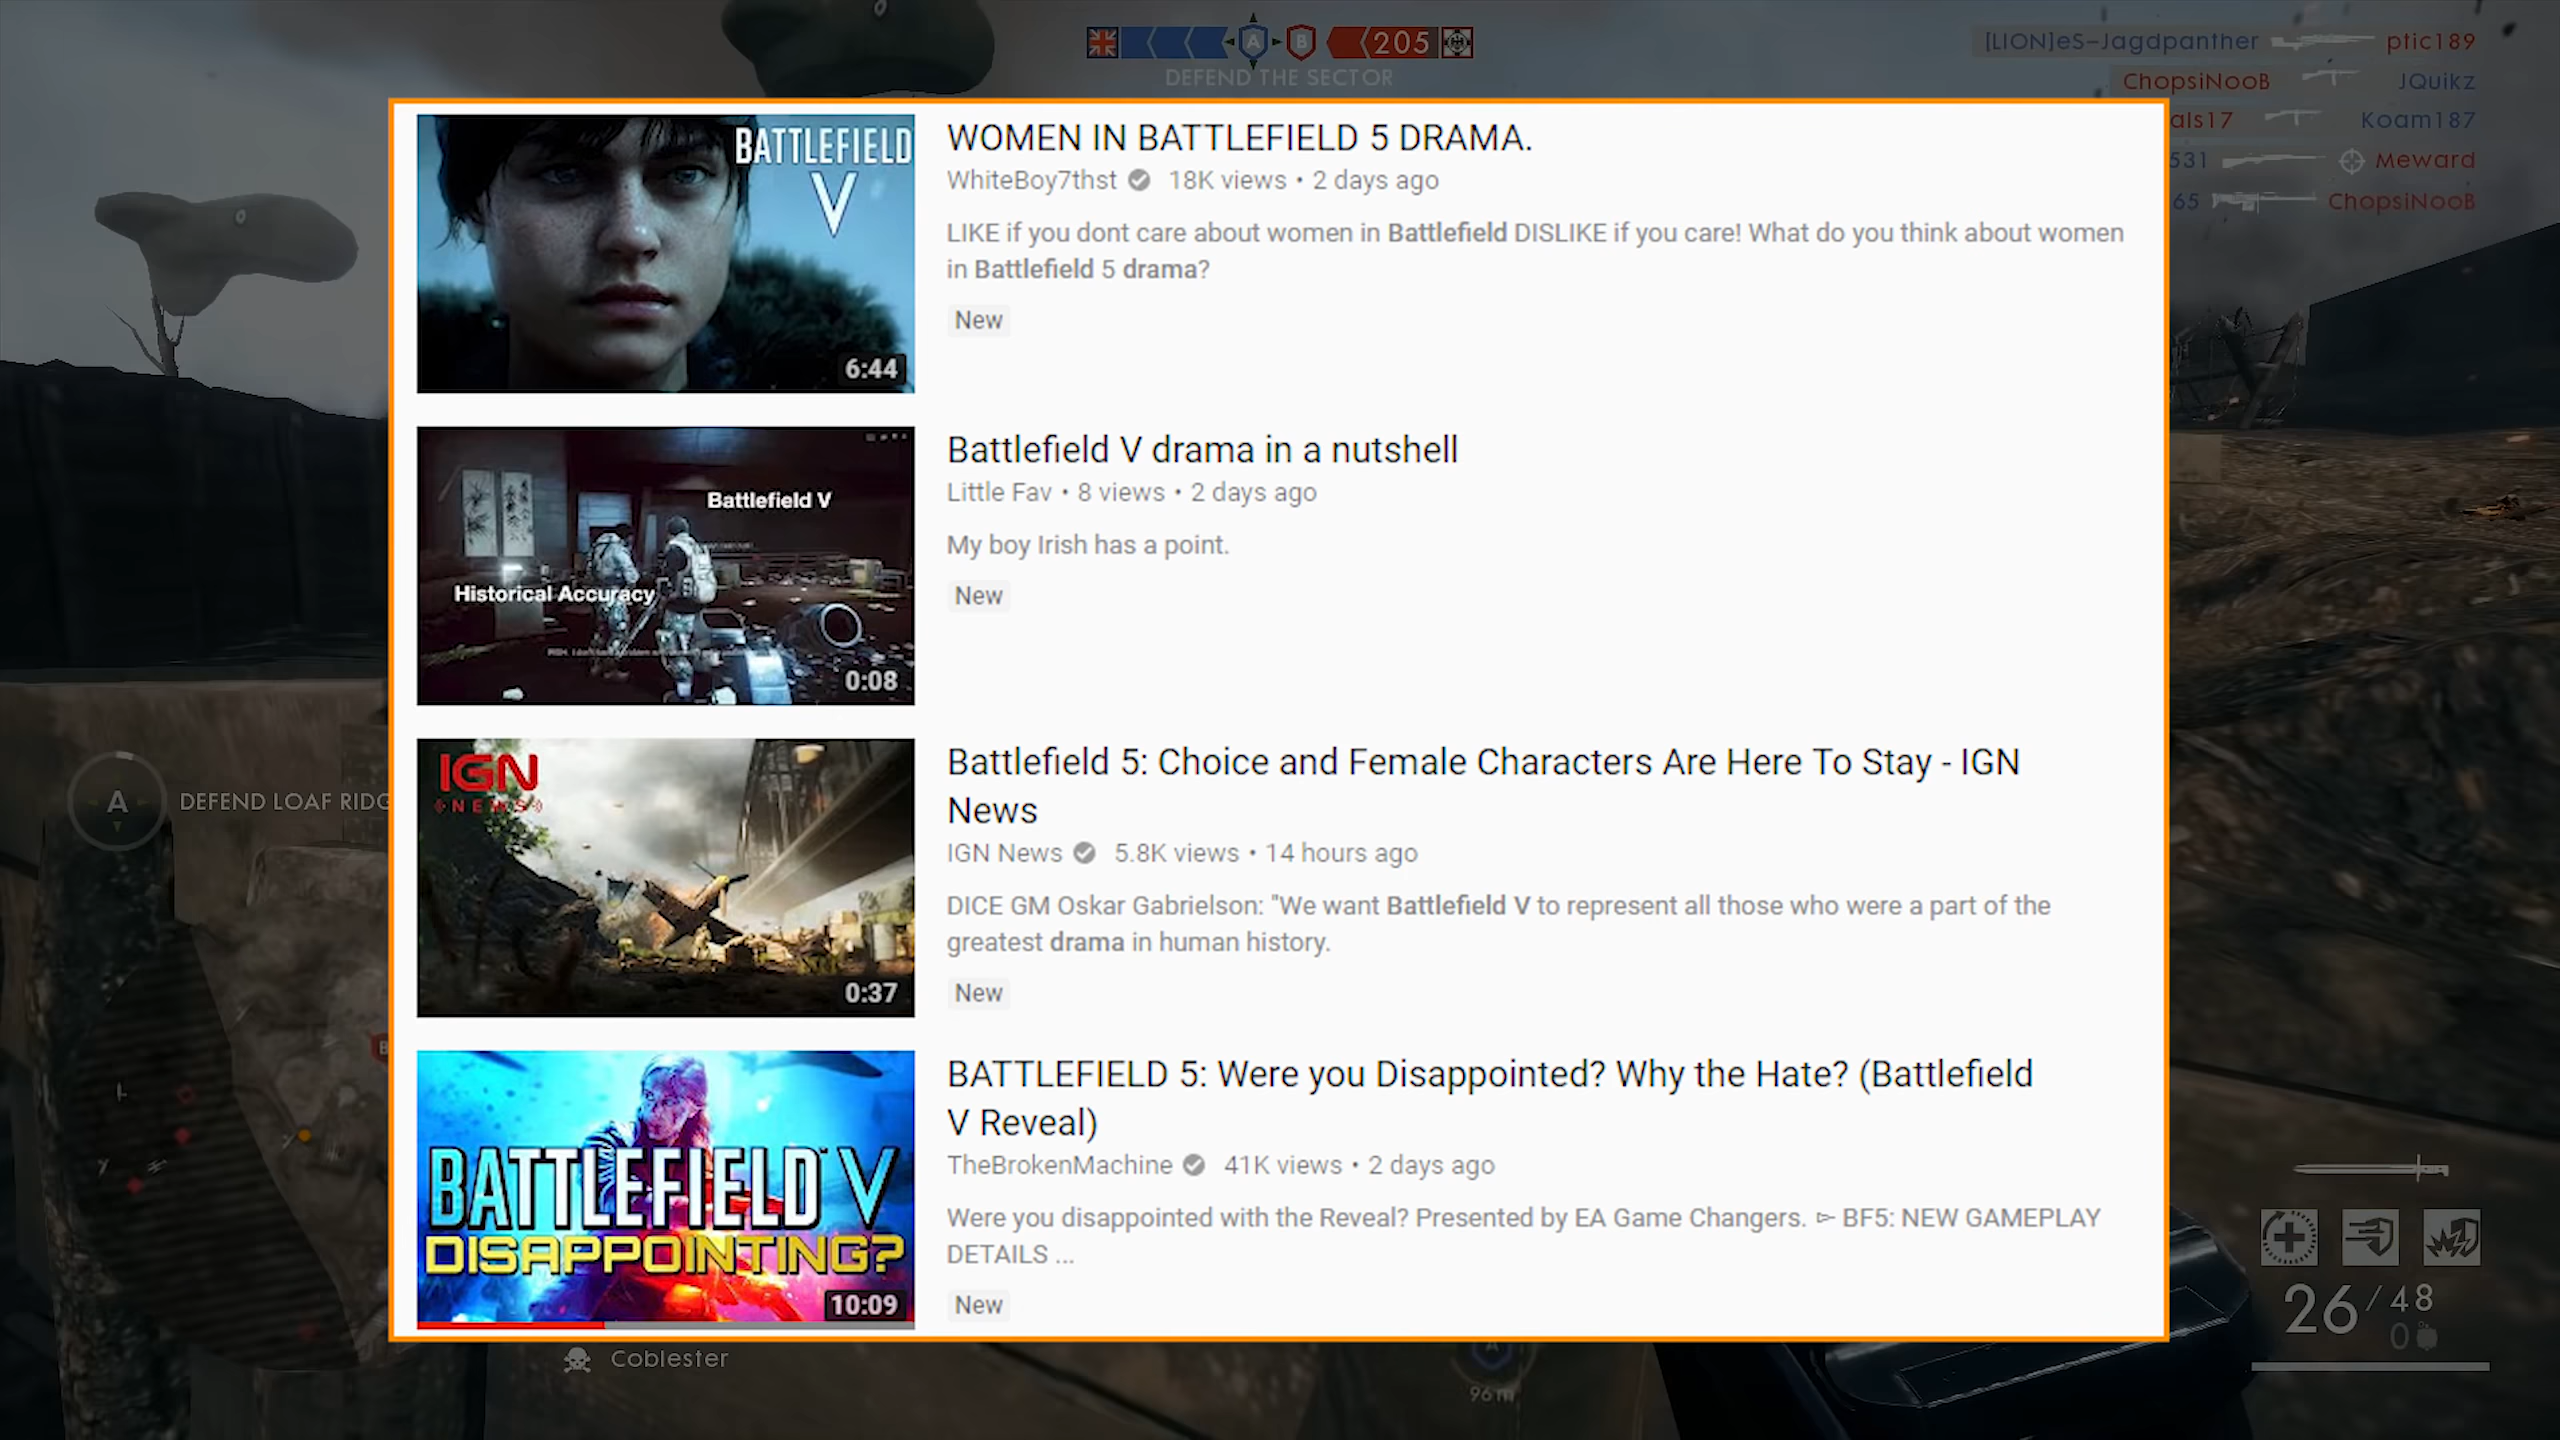 A
B
205
DEFEND THE SECTOR
[LION]eS-Jagdpanther
ptic189
ChopsiNooB
JQuikz
als17
Koam187
531
Meward
65
ChopsiNooB
BATTLEFIELD
V
6:44
WOMEN IN BATTLEFIELD 5 DRAMA.
WhiteBoy7thst 18K views • 2 days ago
LIKE if you dont care about women in Battlefield DISLIKE if you care! What do you think about women
in Battlefield 5 drama?
New
Battlefield V
Historical Accuracy
0:08
Battlefield V drama in a nutshell
Little Fav • 8 views • 2 days ago
My boy Irish has a point.
New
IGN
NEWS
0:37
Battlefield 5: Choice and Female Characters Are Here To Stay - IGN
News
IGN News 5.8K views • 14 hours ago
DICE GM Oskar Gabrielson: "We want Battlefield V to represent all those who were a part of the
greatest drama in human history.
New
BATTLEFIELD V
DISAPPOINTING?
10:09
BATTLEFIELD 5: Were you Disappointed? Why the Hate? (Battlefield
V Reveal)
TheBrokenMachine 41K views • 2 days ago
Were you disappointed with the Reveal? Presented by EA Game Changers. ▻ BF5: NEW GAMEPLAY
DETAILS ...
New
A
DEFEND LOAF RIDG
B
Coblester
A
96 m
26 / 48
0